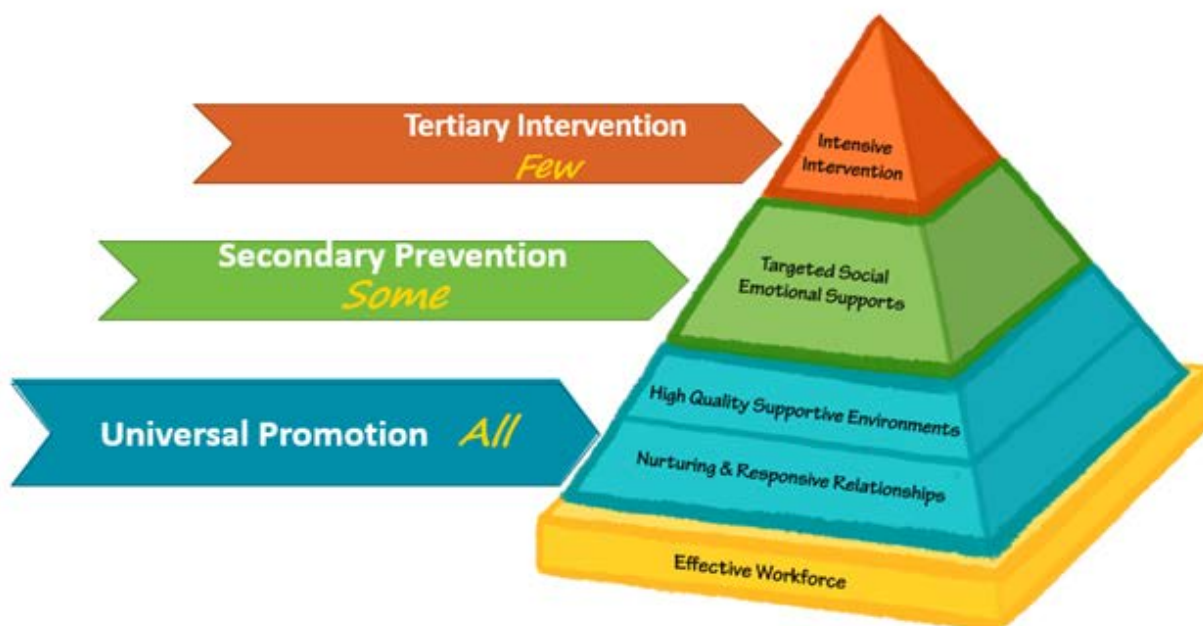 Tertiary Intervention
Few
Intensive
Intervention
Secondary Prevention
Some
Targeted Social
Emotional Supports
Universal Promotion All
High Quality Supportive Environments
Nurturing & Responsive Relationships
Effective Workforce